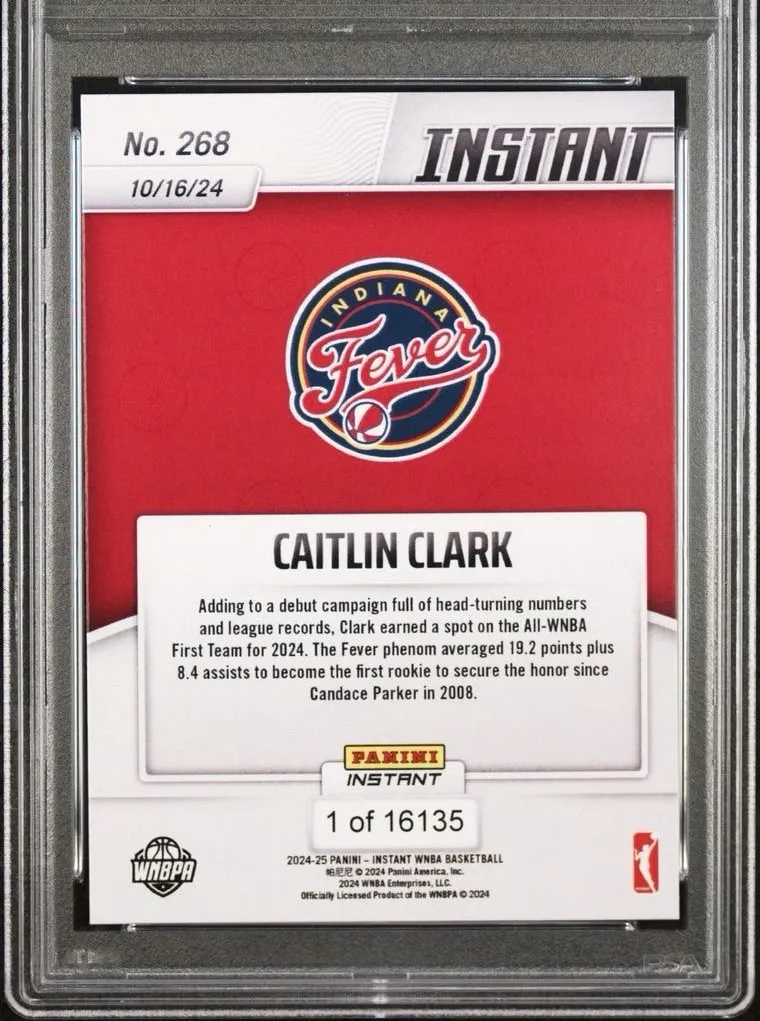 No. 268
INSTANT
10/16/24
INDIANA
Fever
CAITLIN CLARK
Adding to a debut campaign full of head-turning numbers
and league records, Clark earned a spot on the All-WNBA
First Team for 2024. The Fever phenom averaged 19.2 points plus
8.4 assists to become the first rookie to secure the honor since
Candace Parker in 2008.
PANINI
INSTANT
1 of 16135
WNBPA
2024-25 PANINI – INSTANT WNBA BASKETBALL
帕尼尼 © 2024 Panini America, Inc.
2024 WNBA Enterprises, LLC.
Officially Licensed Product of the WNBPA © 2024
PSA